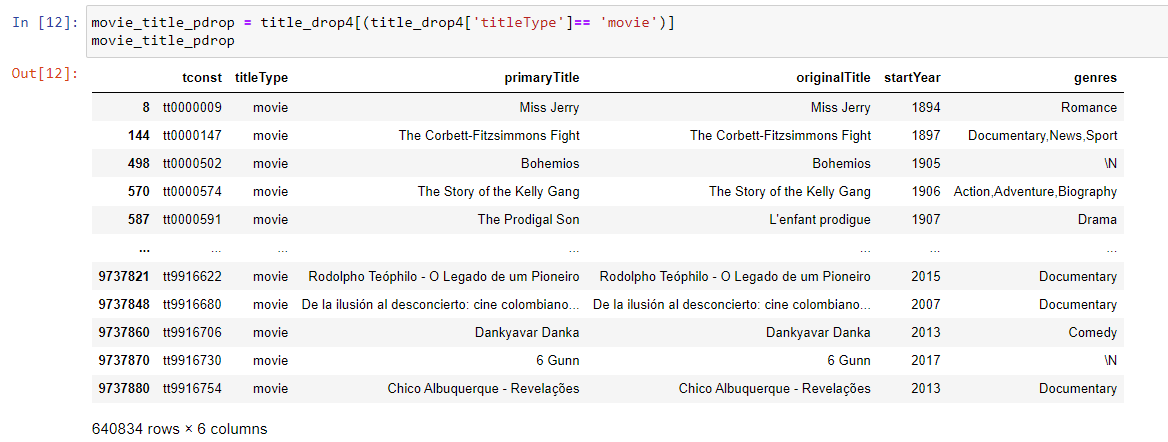 In [12]: movie_title_pdrop = title_drop4[(title_drop4['titleType']== 'movie')]
movie_title_pdrop
Out[12]:
tconst titleType primaryTitle originalTitle startYear genres
8 tt0000009 movie Miss Jerry Miss Jerry 1894 Romance
144 tt0000147 movie The Corbett-Fitzsimmons Fight The Corbett-Fitzsimmons Fight 1897 Documentary,News,Sport
498 tt0000502 movie Bohemios Bohemios 1905 \N
570 tt0000574 movie The Story of the Kelly Gang The Story of the Kelly Gang 1906 Action,Adventure,Biography
587 tt0000591 movie The Prodigal Son L'enfant prodigue 1907 Drama
... ... ... ... ... ... ...
9737821 tt9916622 movie Rodolpho Teóphilo - O Legado de um Pioneiro Rodolpho Teóphilo - O Legado de um Pioneiro 2015 Documentary
9737848 tt9916680 movie De la ilusión al desconcierto: cine colombiano... De la ilusión al desconcierto: cine colombiano... 2007 Documentary
9737860 tt9916706 movie Dankyavar Danka Dankyavar Danka 2013 Comedy
9737870 tt9916730 movie 6 Gunn 6 Gunn 2017 \N
9737880 tt9916754 movie Chico Albuquerque - Revelações Chico Albuquerque - Revelações 2013 Documentary
640834 rows × 6 columns